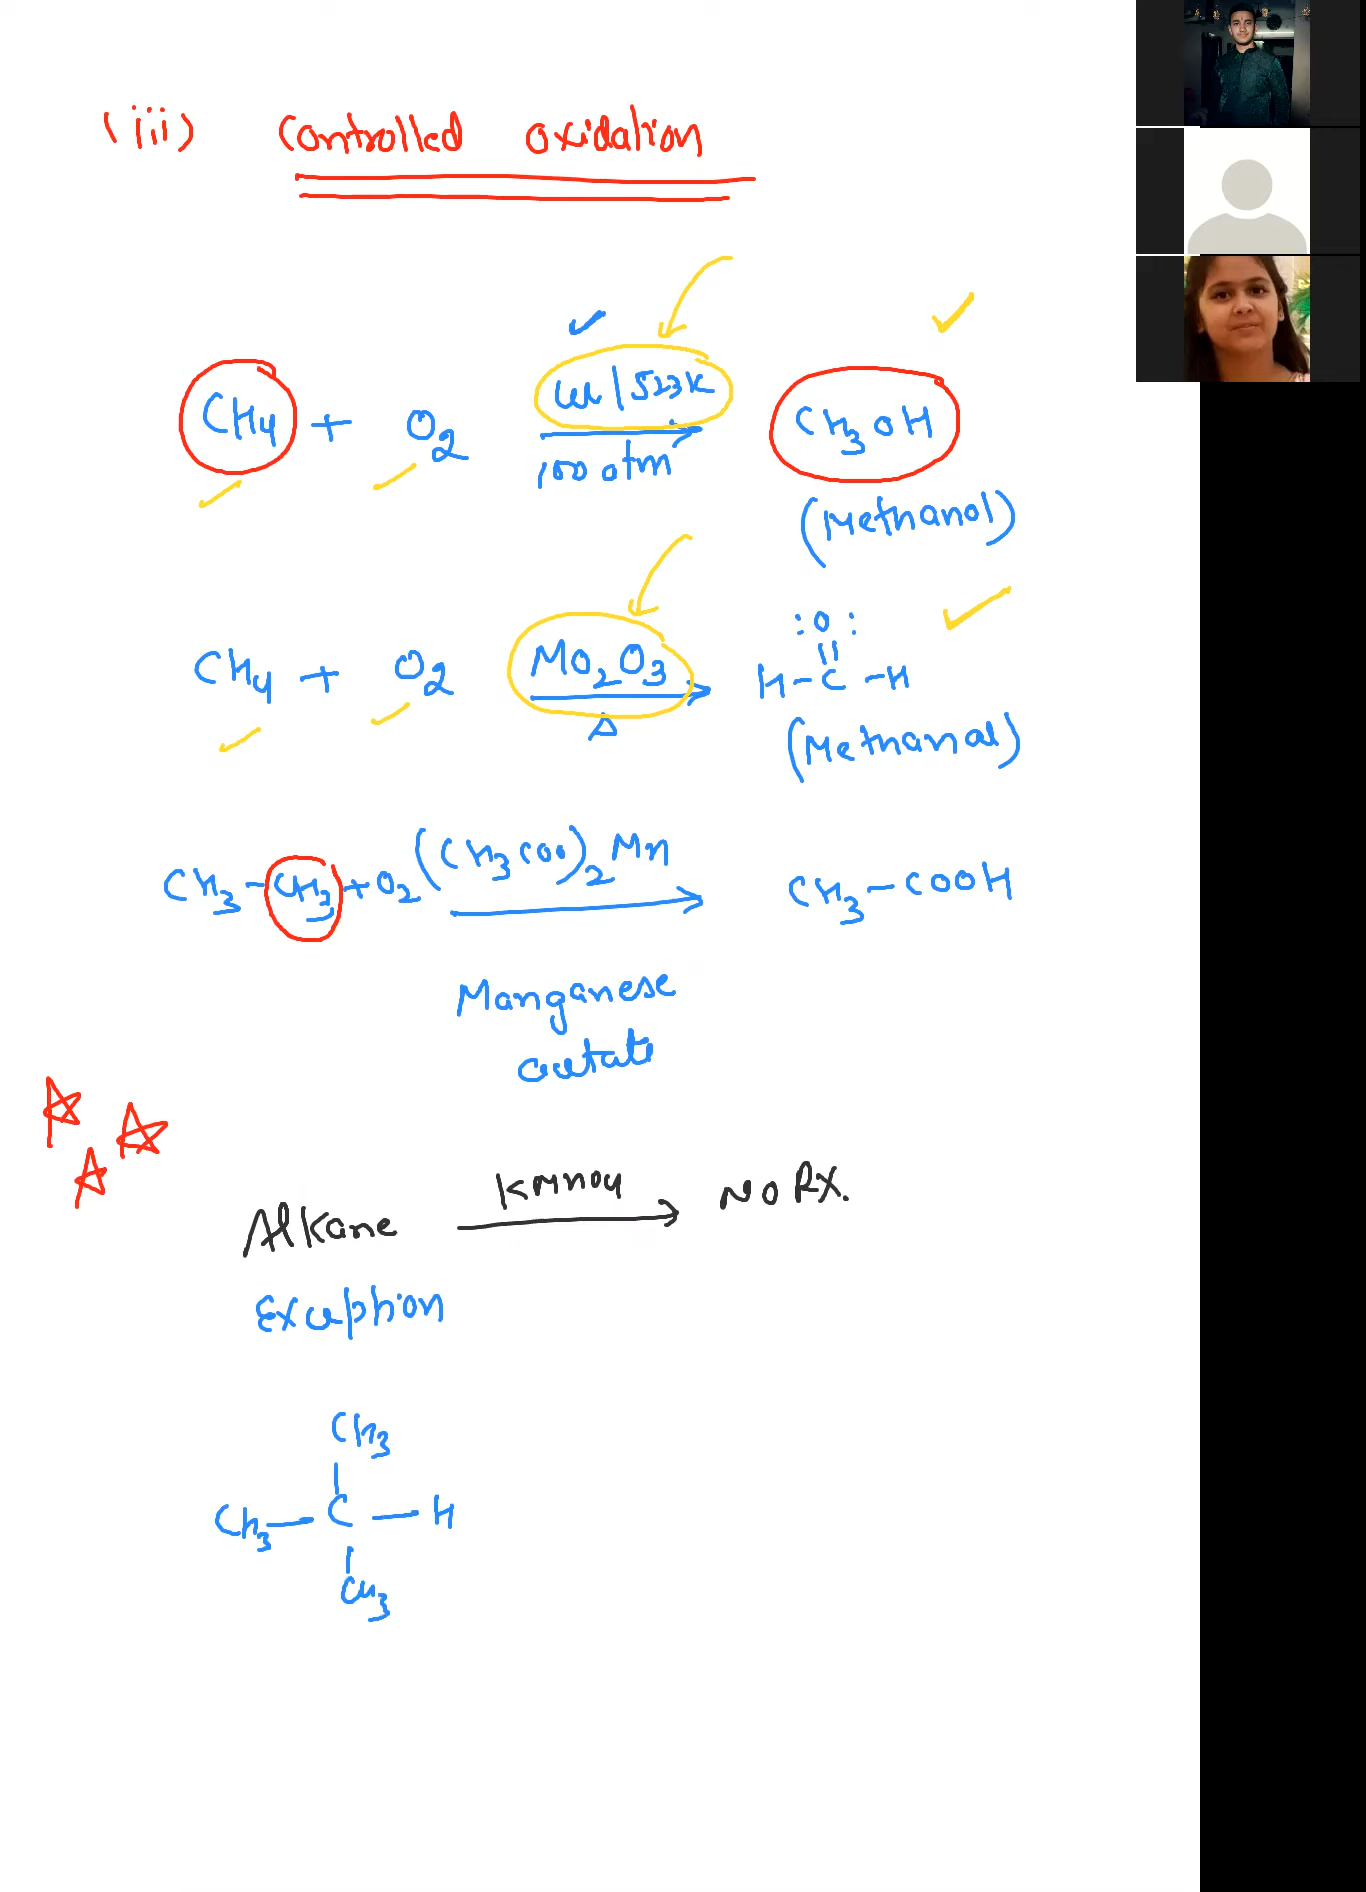 (iii) Controlled oxidation
CH4 + O2 Cu/523K CH3OH
100 atm
(Methanol)
:O:
CH4 + O2 Mo2O3 H-C-H
Δ
(Methanal)
CH3-CH3+O2 (CH3COO)2Mn CH3-COOH
Manganese
acetate
Alkane KMnO4 NO RX.
Exception
CH3
CH3-C-H
CH3